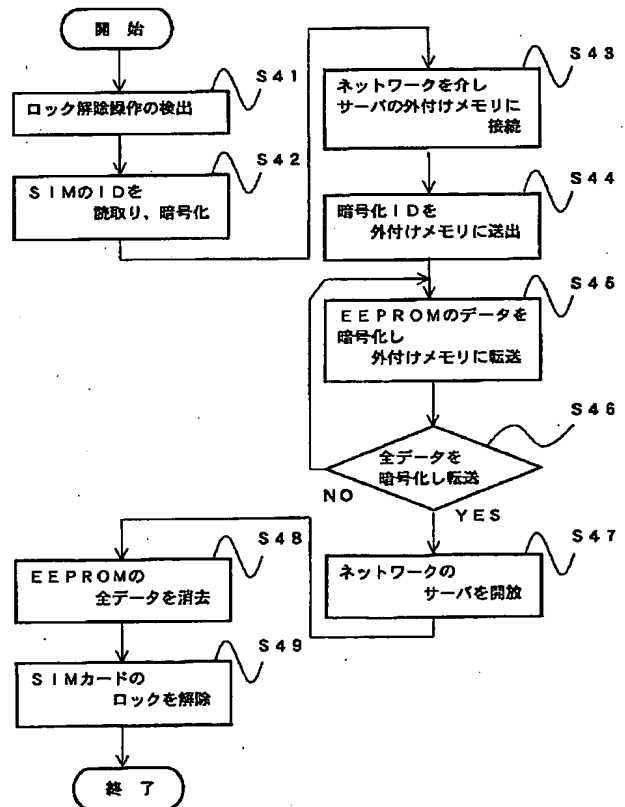 開 始
S41
ロック解除操作の検出
S42
SIMのIDを
読取り、暗号化
S43
ネットワークを介し
サーバの外付けメモリに
接続
S44
暗号化IDを
外付けメモリに送出
S45
EEPROMのデータを
暗号化し
外付けメモリに転送
S46
全データを
暗号化し転送
NO
YES
S47
ネットワークの
サーバを開放
S48
EEPROMの
全データを消去
S49
SIMカードの
ロックを解除
終 了